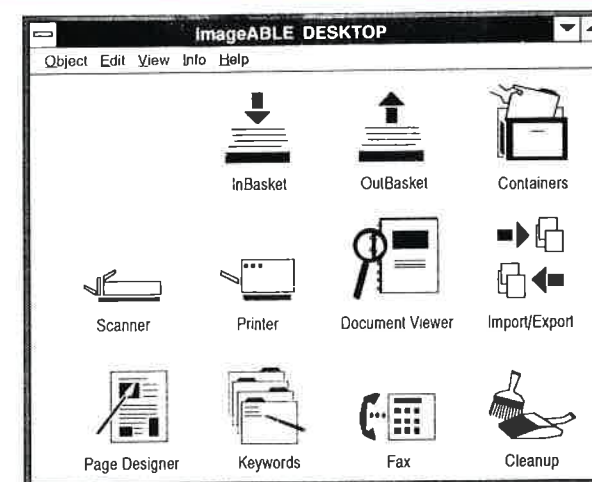 imageABLE DESKTOP
Object Edit View Info Help
InBasket OutBasket Containers
Scanner Printer Document Viewer Import/Export
Page Designer Keywords Fax Cleanup